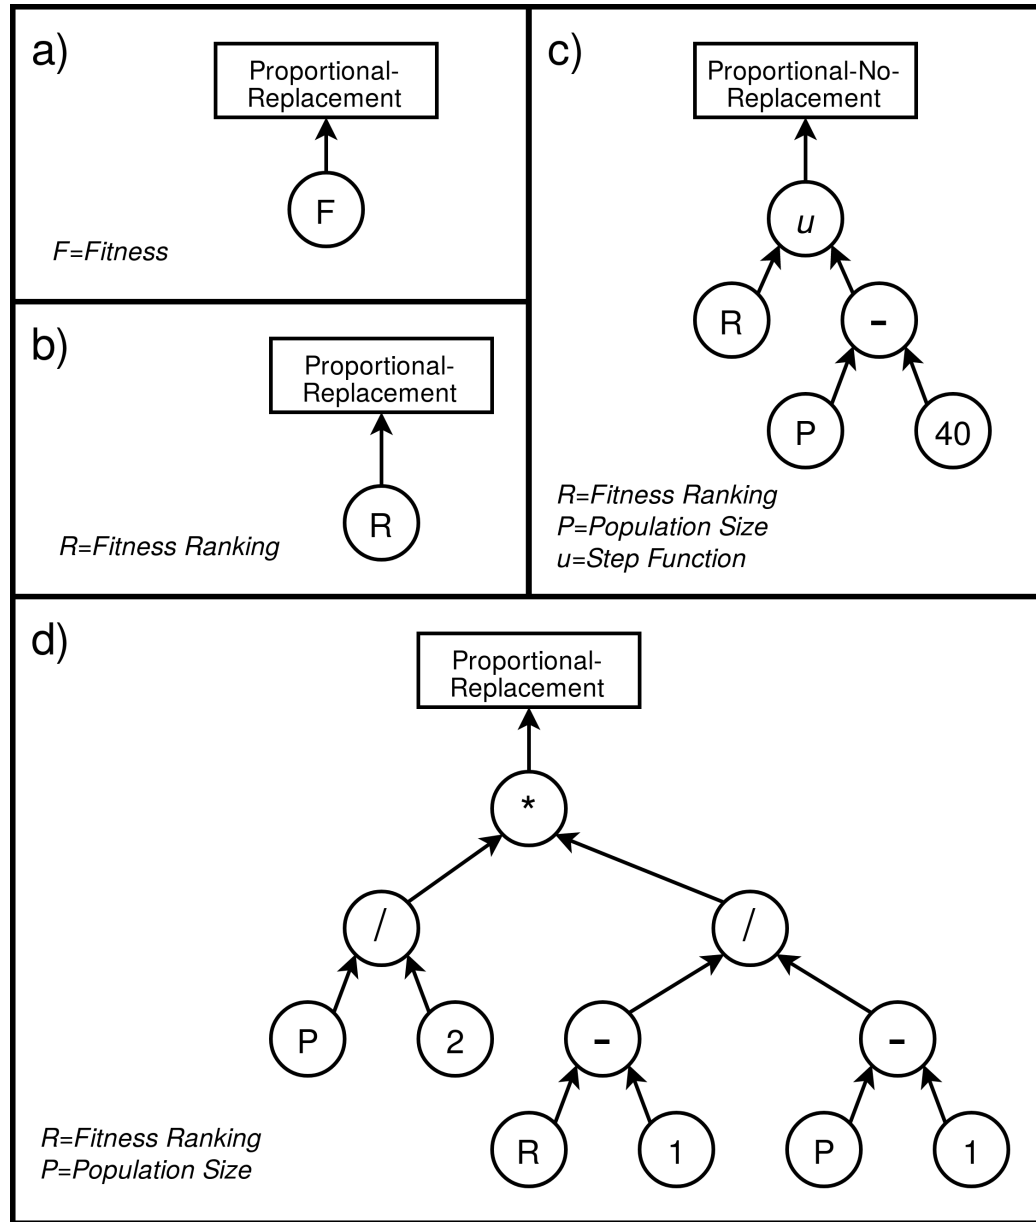 a)
Proportional-
Replacement
F
F=Fitness
b)
Proportional-
Replacement
R
R=Fitness Ranking
c)
Proportional-No-
Replacement
u
R
-
P
40
R=Fitness Ranking
P=Population Size
u=Step Function
d)
Proportional-
Replacement
*
/ /
P 2 - -
R 1 P 1
R=Fitness Ranking
P=Population Size